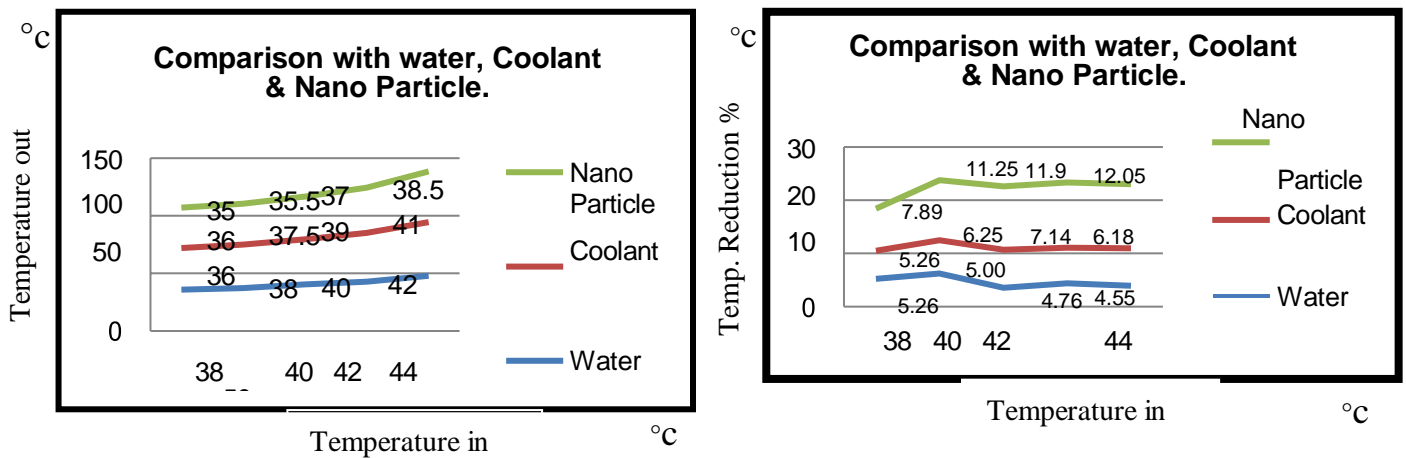 °c
Comparison with water, Coolant
& Nano Particle.
Temperature out
150
100
50
0
35 35.5 37 38.5
36 37.5 39 41
36 38 40 42
Nano
Particle
Coolant
Water
38 40 42 44
Temperature in
°c
°c
Comparison with water, Coolant
& Nano Particle.
Temp. Reduction %
30
20
10
0
7.89 11.25 11.9 12.05
5.26 6.25 7.14 6.18
5.26 5.00 4.76 4.55
Nano
Particle
Coolant
Water
38 40 42 44
Temperature in
°c